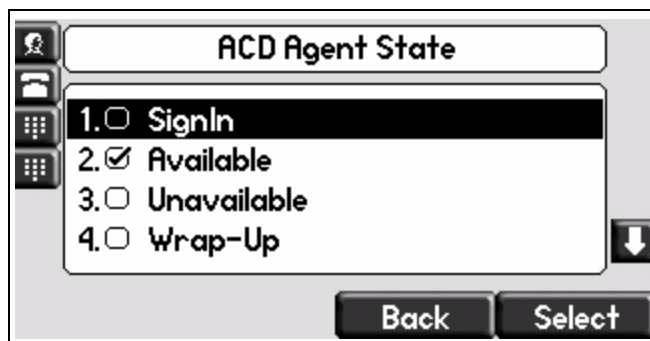 ACD Agent State
1. SignIn
2. Available
3. Unavailable
4. Wrap-Up
Back Select